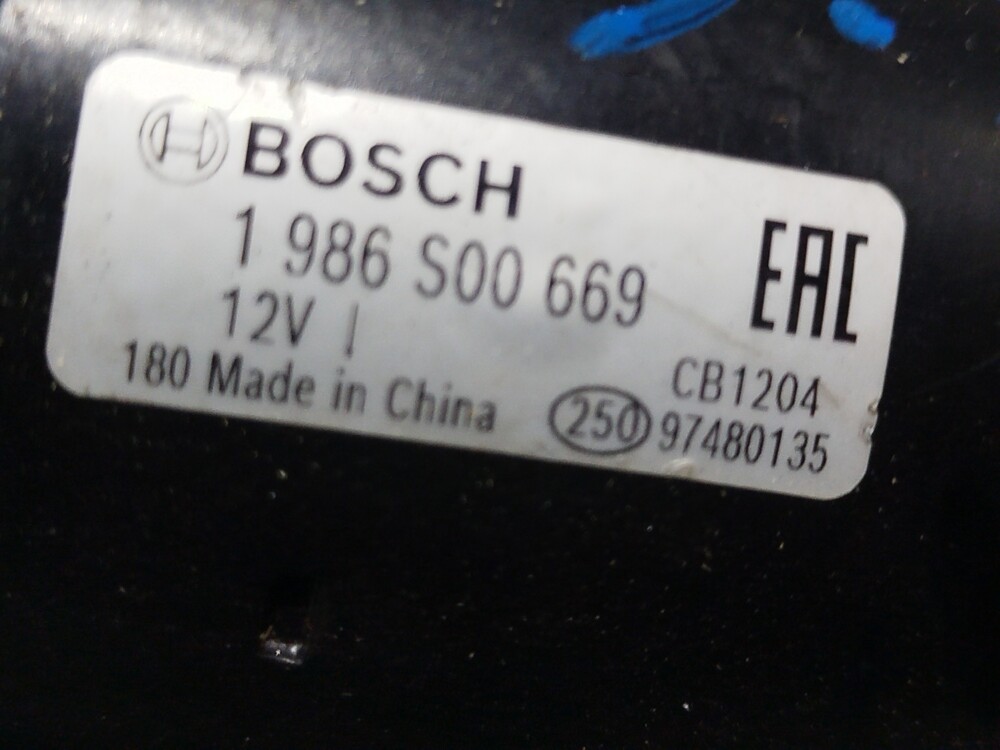 BOSCH
1 986 S00 669
EAC
12V
CB1204
180 Made in China
250 97480135